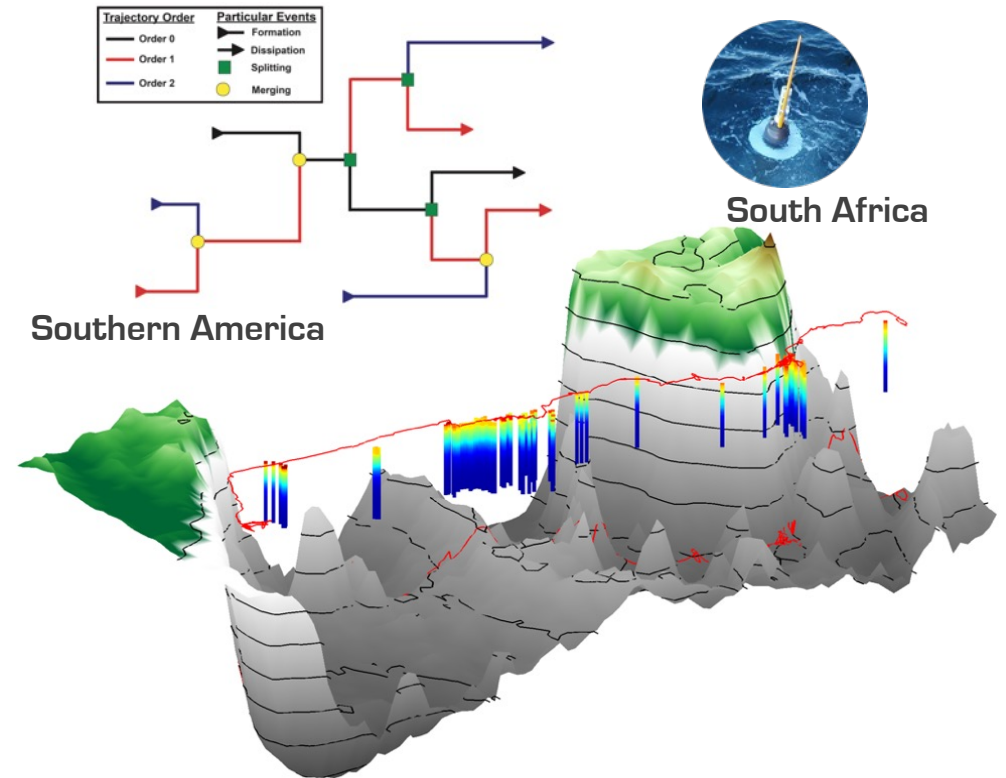 Trajectory Order
Order 0
Order 1
Order 2
Particular Events
Formation
Dissipation
Splitting
Merging
South Africa
Southern America